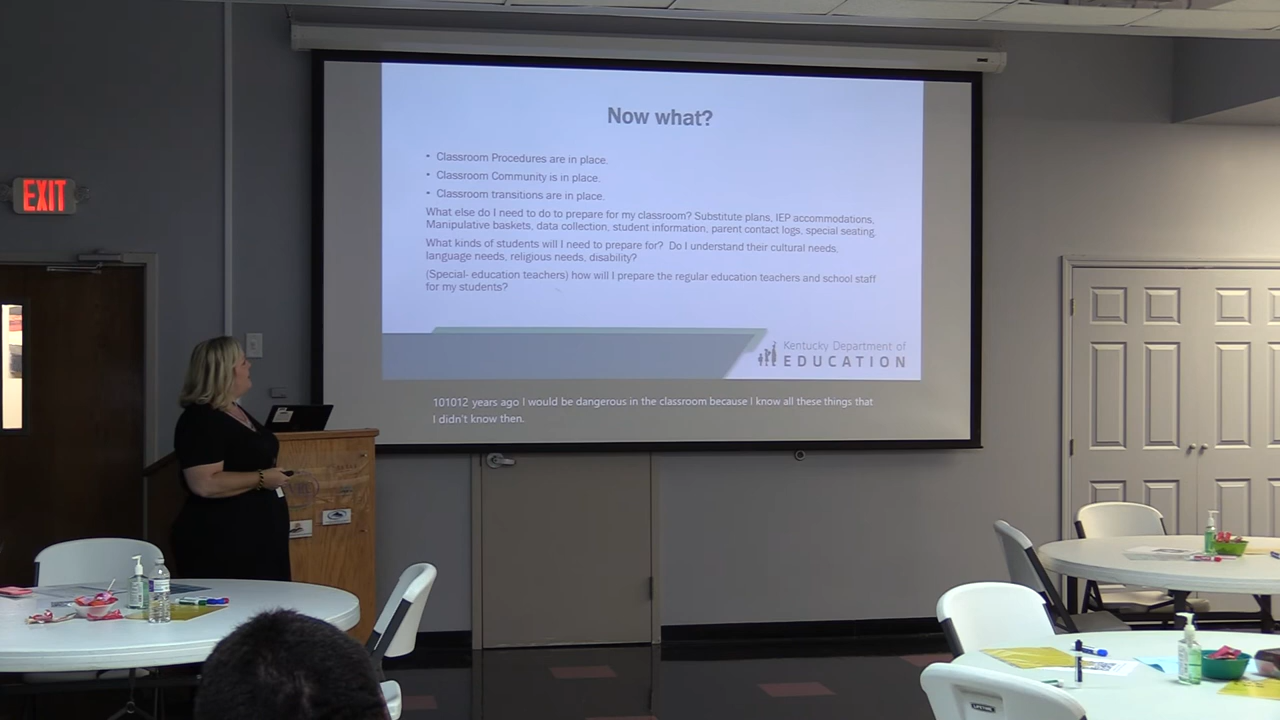 EXIT
Now what?
• Classroom Procedures are in place.
• Classroom Community is in place.
• Classroom transitions are in place.
What else do I need to do to prepare for my classroom? Substitute plans, IEP accommodations,
Manipulative baskets, data collection, student information, parent contact logs, special seating,
What kinds of students will I need to prepare for? Do I understand their cultural needs,
language needs, religious needs, disability?
(Special- education teachers) how will I prepare the regular education teachers and school staff
for my students?
Kentucky Department of
EDUCATION
101012 years ago I would be dangerous in the classroom because I know all these things that
I didn't know then.
LIFETIME